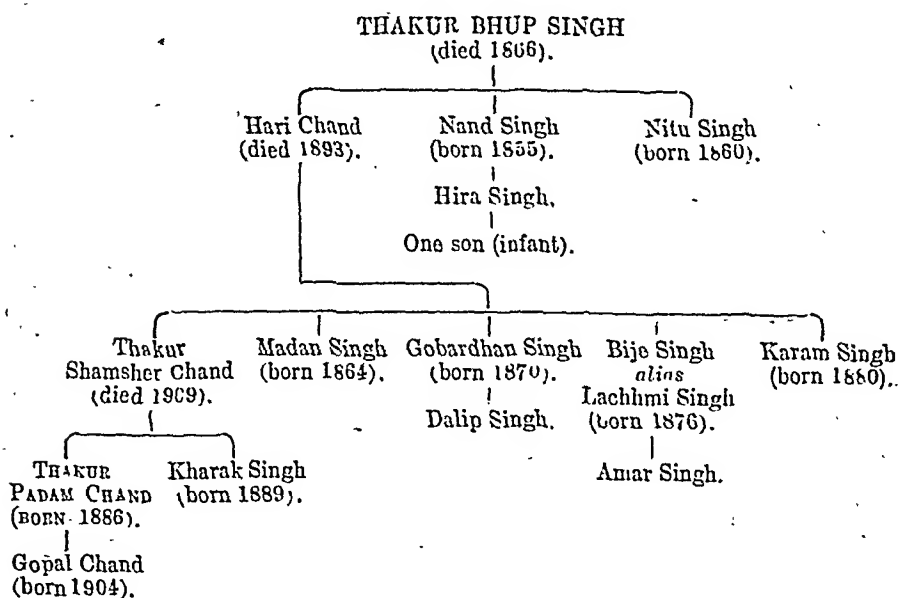 THAKUR BHUP SINGH
(died 1866).
Hari Chand
(died 1893).
Nand Singh
(born 1855).
Nitu Singh
(born 1860).
Hira Singh.
One son (infant).
Thakur
Shamsher Chand
(died 1909).
Madan Singh
(born 1864).
Gobardhan Singh
(born 1870).
Dalip Singh.
Bije Singh
alias
Lachhmi Singh
(born 1876).
Amar Singh.
Karam Singh
(born 1880).
THAKUR
PADAM CHAND
(BORN 1886).
Kharak Singh
(born 1889).
Gopal Chand
(born 1904).